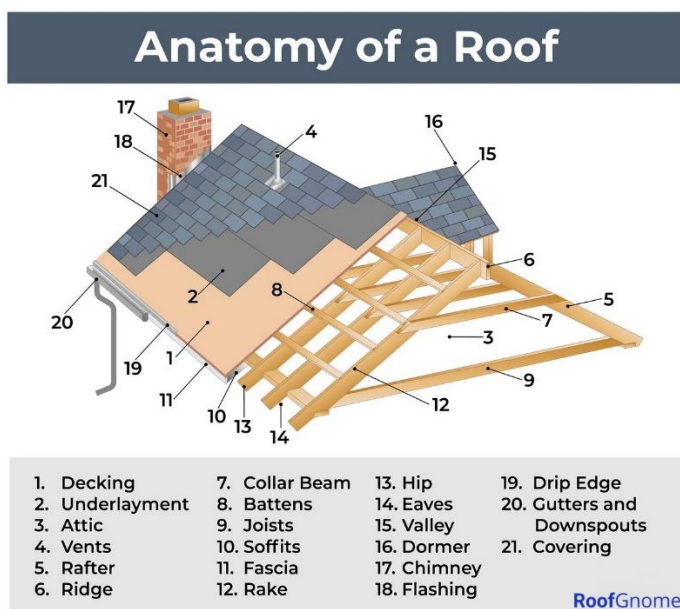 Anatomy of a Roof
17
4
16
18
15
21
6
2
8
5
20
7
3
19
1
9
11
10
12
13
14
1. Decking
2. Underlayment
3. Attic
4. Vents
5. Rafter
6. Ridge
7. Collar Beam
8. Battens
9. Joists
10. Soffits
11. Fascia
12. Rake
13. Hip
14. Eaves
15. Valley
16. Dormer
17. Chimney
18. Flashing
19. Drip Edge
20. Gutters and
Downspouts
21. Covering
RoofGnome